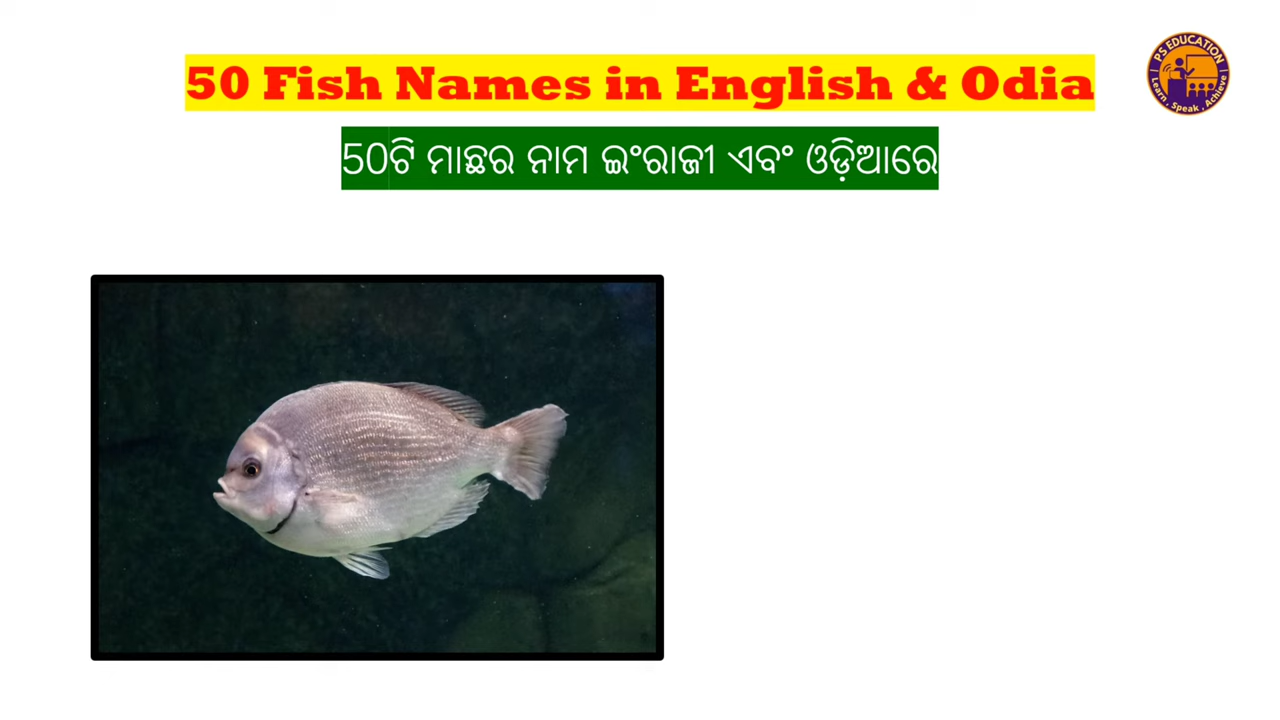 50 Fish Names in English & Odia
50ଟି ମାଛର ନାମ ଇଂରାଜୀ ଏବଂ ଓଡ଼ିଆରେ
PS EDUCATION
Learn , Speak , Achieve